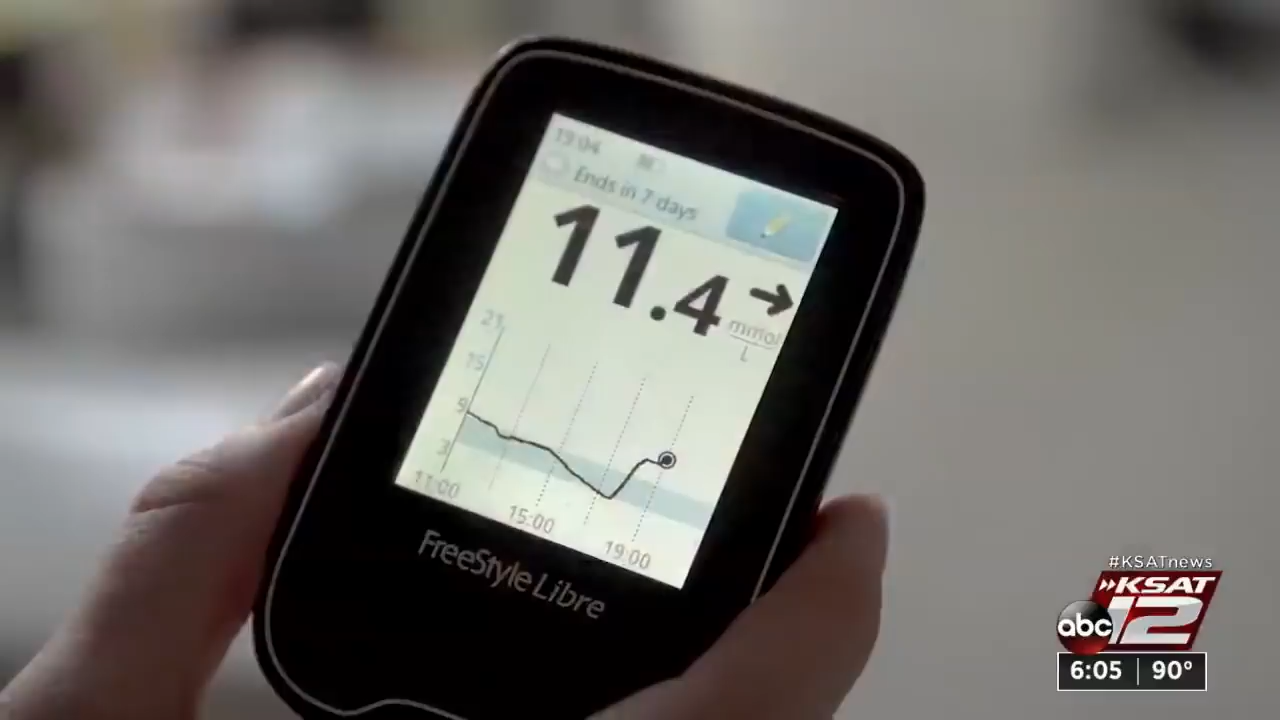 19:04
Ends in 7 days
11.4
mmol
L
21
15
9
3
11:00
15:00
19:00
FreeStyle Libre
#KSATnews
KSAT
abc 12
6:05 | 90°